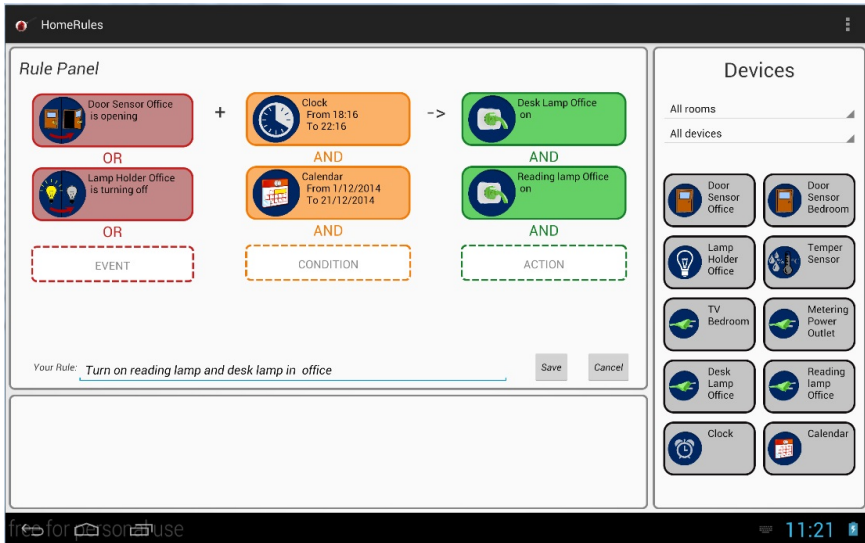 HomeRules
Rule Panel
Door Sensor Office
is opening
+
Clock
From 18:16
To 22:16
->
Desk Lamp Office
on
OR
AND
AND
Lamp Holder Office
is turning off
Calendar
From 1/12/2014
To 21/12/2014
Reading lamp Office
on
OR
AND
AND
EVENT
CONDITION
ACTION
Your Rule:
Turn on reading lamp and desk lamp in office
Save
Cancel
Devices
All rooms
All devices
Door
Sensor
Office
Door
Sensor
Bedroom
Lamp
Holder
Office
Temper
Sensor
TV
Bedroom
Metering
Power
Outlet
Desk
Lamp
Office
Reading
lamp
Office
Clock
Calendar
free for personal use
11:21